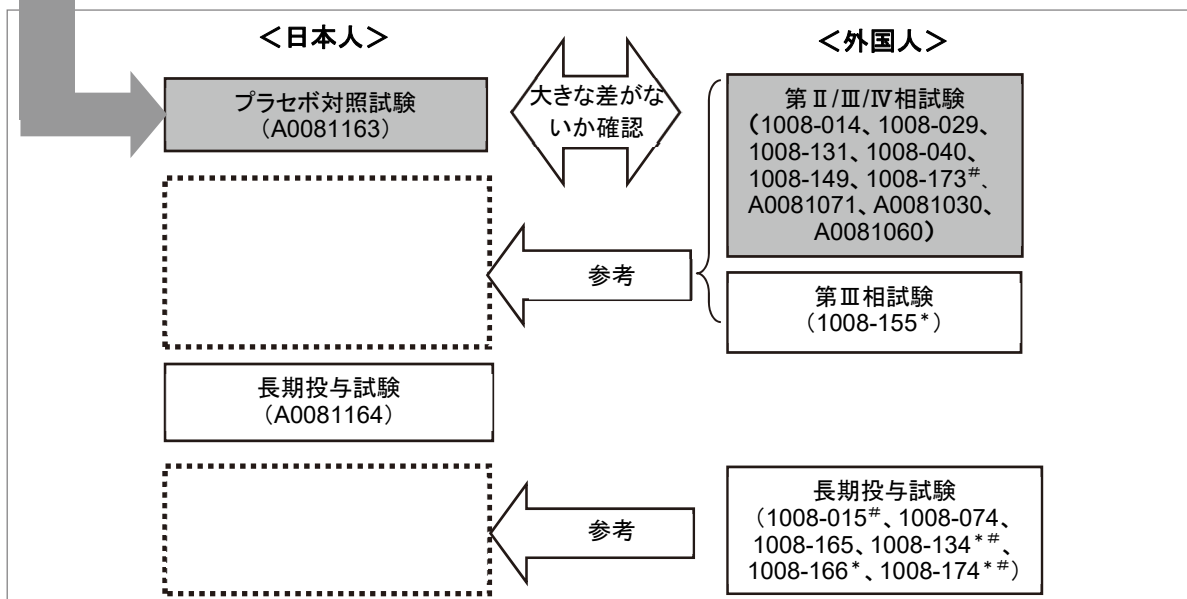 <日本人>
<外国人>
プラセボ対照試験
(A0081163)
大きな差がな
いか確認
第Ⅱ/Ⅲ/Ⅳ相試験
(1008-014、1008-029、
1008-131、1008-040、
1008-149、1008-173#、
A0081071、A0081030、
A0081060)
参考
第Ⅲ相試験
(1008-155*)
長期投与試験
(A0081164)
参考
長期投与試験
(1008-015#、1008-074、
1008-165、1008-134*#、
1008-166*、1008-174*#)